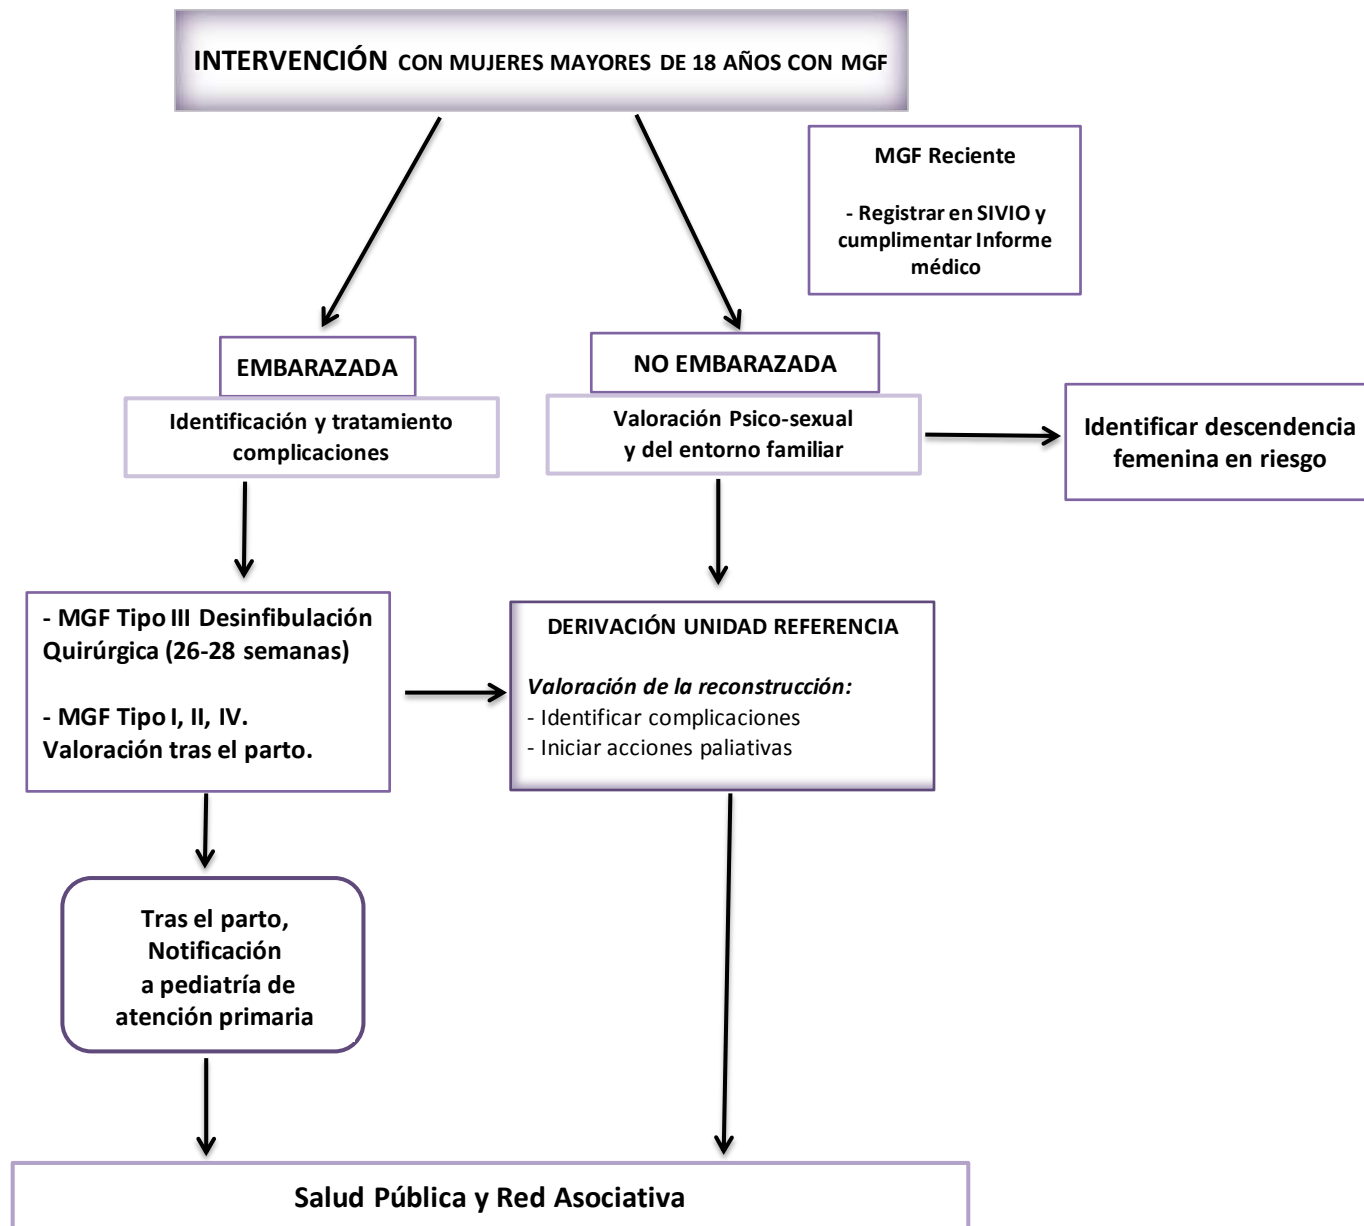 INTERVENCIÓN CON MUJERES MAYORES DE 18 AÑOS CON MGF
MGF Reciente
- Registrar en SIVIO y
cumplimentar Informe
médico
EMBARAZADA
Identificación y tratamiento
complicaciones
NO EMBARAZADA
Valoración Psico-sexual
y del entorno familiar
Identificar descendencia
femenina en riesgo
- MGF Tipo III Desinfibulación
Quirúrgica (26-28 semanas)
- MGF Tipo I, II, IV.
Valoración tras el parto.
DERIVACIÓN UNIDAD REFERENCIA
Valoración de la reconstrucción:
- Identificar complicaciones
- Iniciar acciones paliativas
Tras el parto,
Notificación
a pediatría de
atención primaria
Salud Pública y Red Asociativa